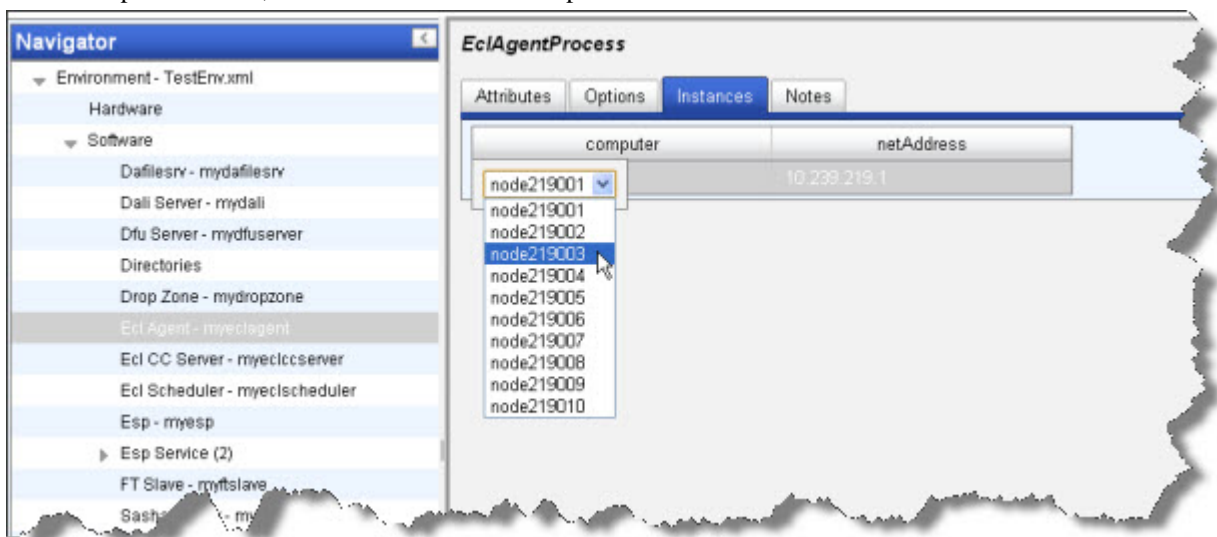 Navigator
Environment - TestEnv.xml
Hardware
Software
Dafilesrv - mydafilesrv
Dali Server - mydali
Dfu Server - mydfuserver
Directories
Drop Zone - mydropzone
Ecl Agent - myeclagent
Ecl CC Server - myeclccserver
Ecl Scheduler - myeclscheduler
Esp - myesp
Esp Service (2)
FT Slave - myftslave
EclAgentProcess
Attributes Options Instances Notes
computer netAddress
node219001 10.239.219.1
node219001
node219002
node219003
node219004
node219005
node219006
node219007
node219008
node219009
node219010